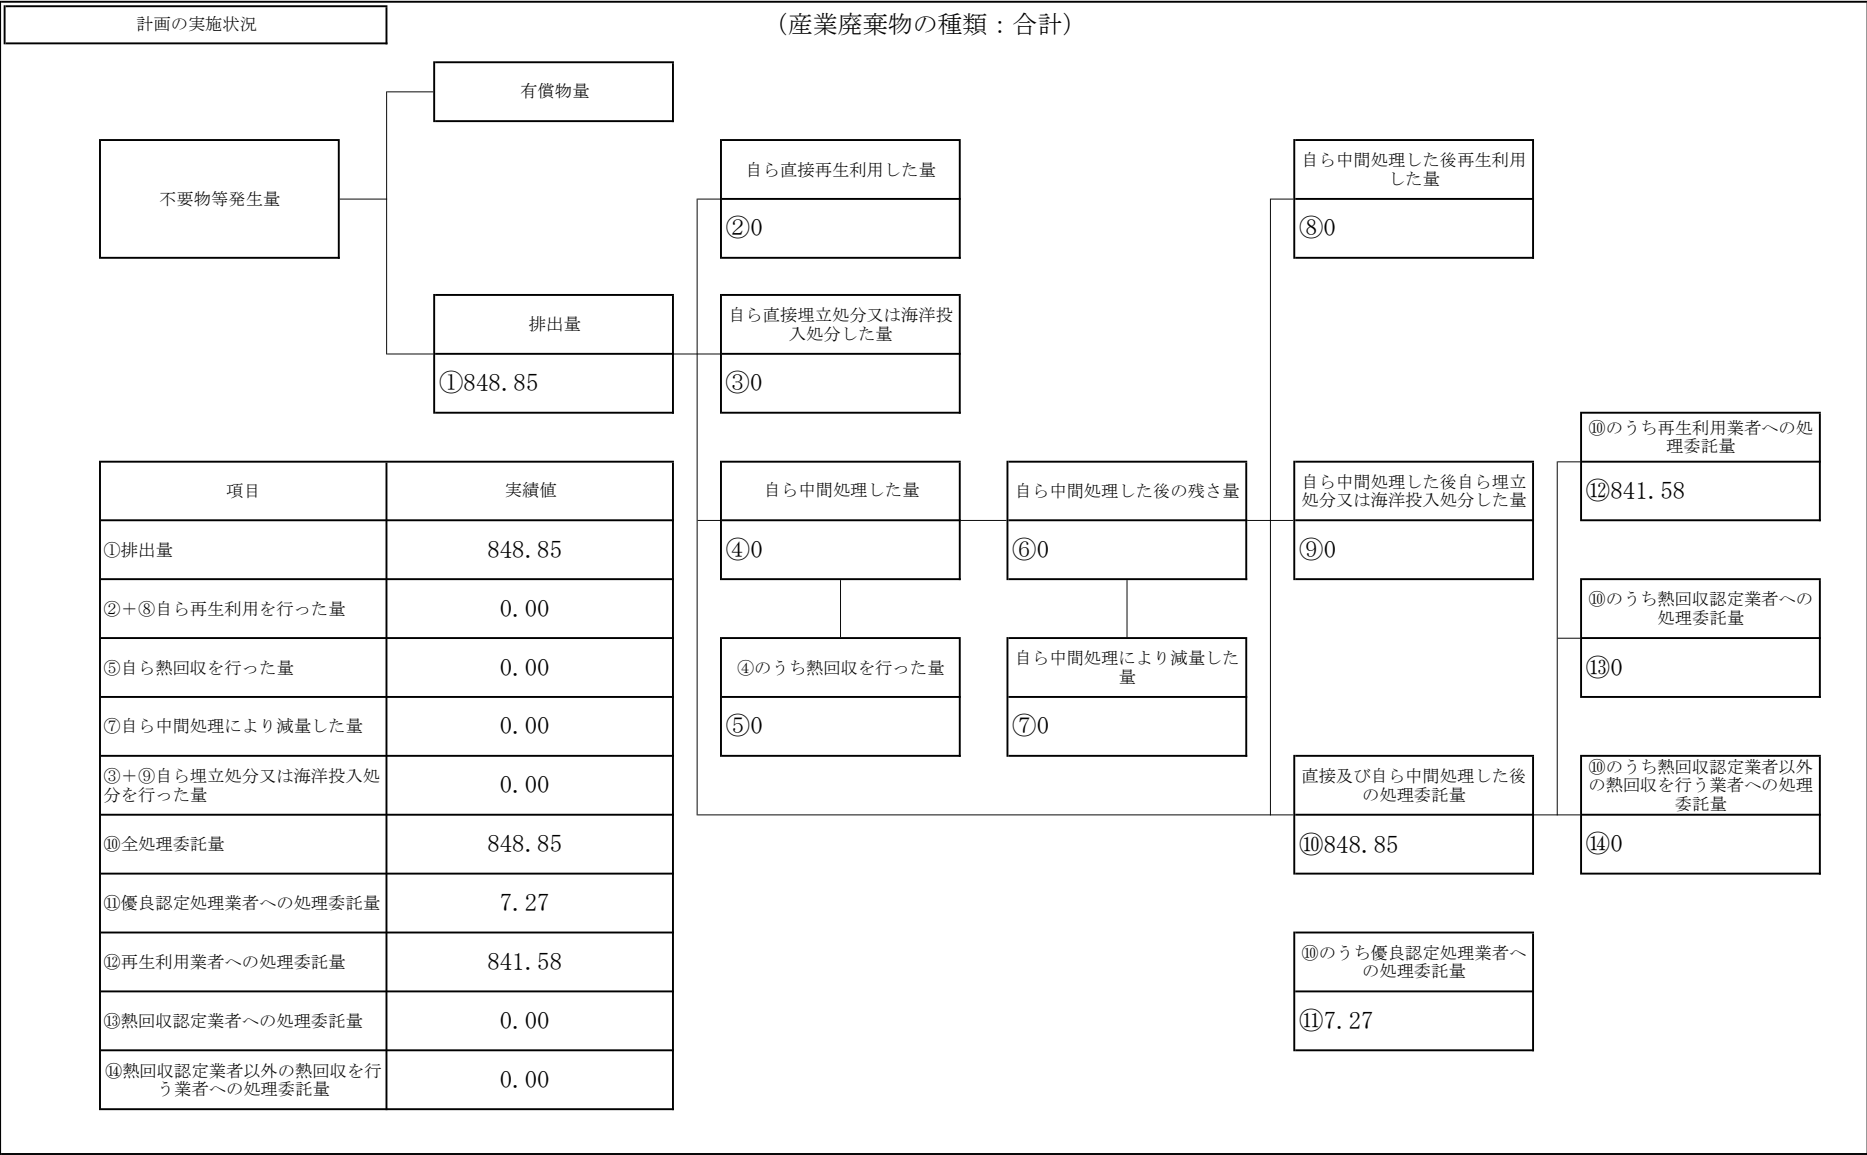 計画の実施状況
（産業廃棄物の種類：合計）
有償物量
不要物等発生量
自ら直接再生利用した量
②0
自ら中間処理した後再生利用
した量
⑧0
排出量
①848.85
自ら直接埋立処分又は海洋投
入処分した量
③0
⑩のうち再生利用業者への処
理委託量
⑫841.58
自ら中間処理した量
④0
自ら中間処理した後の残さ量
⑥0
自ら中間処理した後自ら埋立
処分又は海洋投入処分した量
⑨0
⑩のうち熱回収認定業者への
処理委託量
⑬0
④のうち熱回収を行った量
⑤0
自ら中間処理により減量した
量
⑦0
直接及び自ら中間処理した後
の処理委託量
⑩848.85
⑩のうち熱回収認定業者以外
の熱回収を行う業者への処理
委託量
⑭0
⑩のうち優良認定処理業者へ
の処理委託量
⑪7.27
項目 実績値
①排出量 848.85
②＋⑧自ら再生利用を行った量 0.00
⑤自ら熱回収を行った量 0.00
⑦自ら中間処理により減量した量 0.00
③＋⑨自ら埋立処分又は海洋投入処
分を行った量 0.00
⑩全処理委託量 848.85
⑪優良認定処理業者への処理委託量 7.27
⑫再生利用業者への処理委託量 841.58
⑬熱回収認定業者への処理委託量 0.00
⑭熱回収認定業者以外の熱回収を行
う業者への処理委託量 0.00